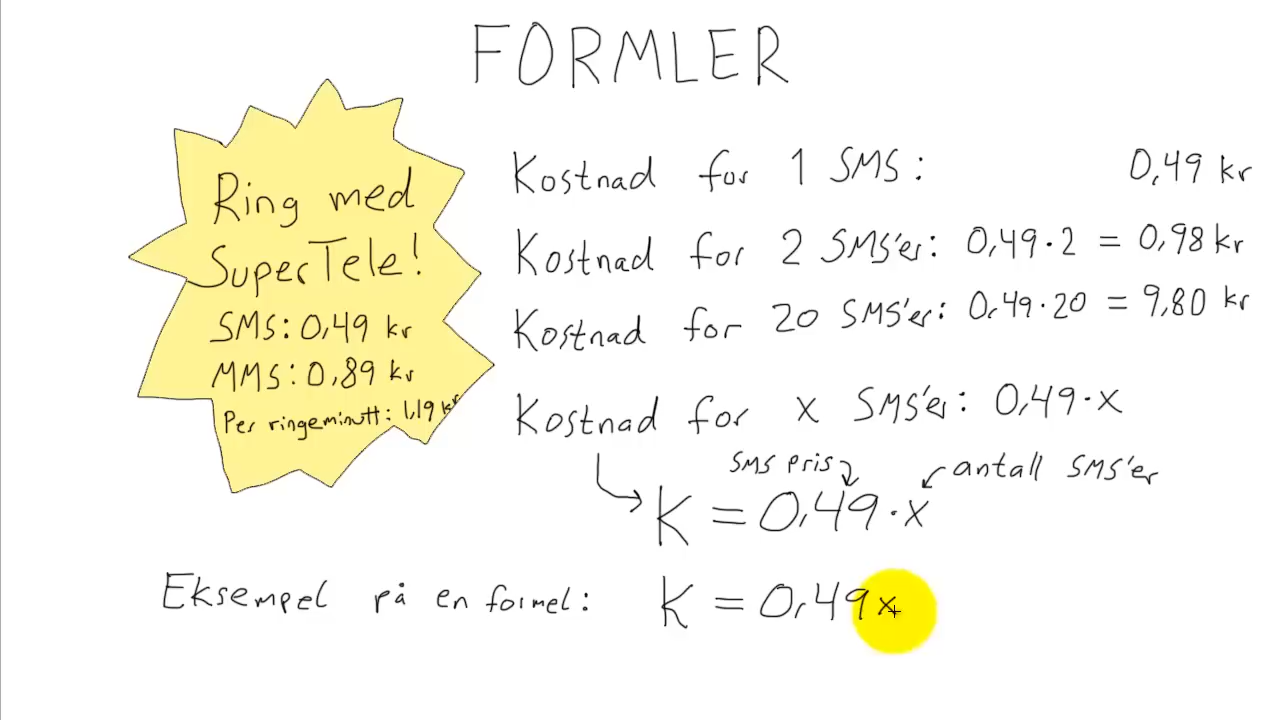 FORMLER
Ring med
SuperTele!
SMS: 0,49 kr
MMS: 0,89 kr
Per ringeminutt: 1,19 kr
Kostnad for 1 SMS: 0,49 kr
Kostnad for 2 SMS'er: 0,49·2 = 0,98 kr
Kostnad for 20 SMS'er: 0,49·20 = 9,80 kr
Kostnad for x SMS'er: 0,49·x
SMS pris antall SMS'er
K = 0,49·x
Eksempel på en formel: K = 0,49x